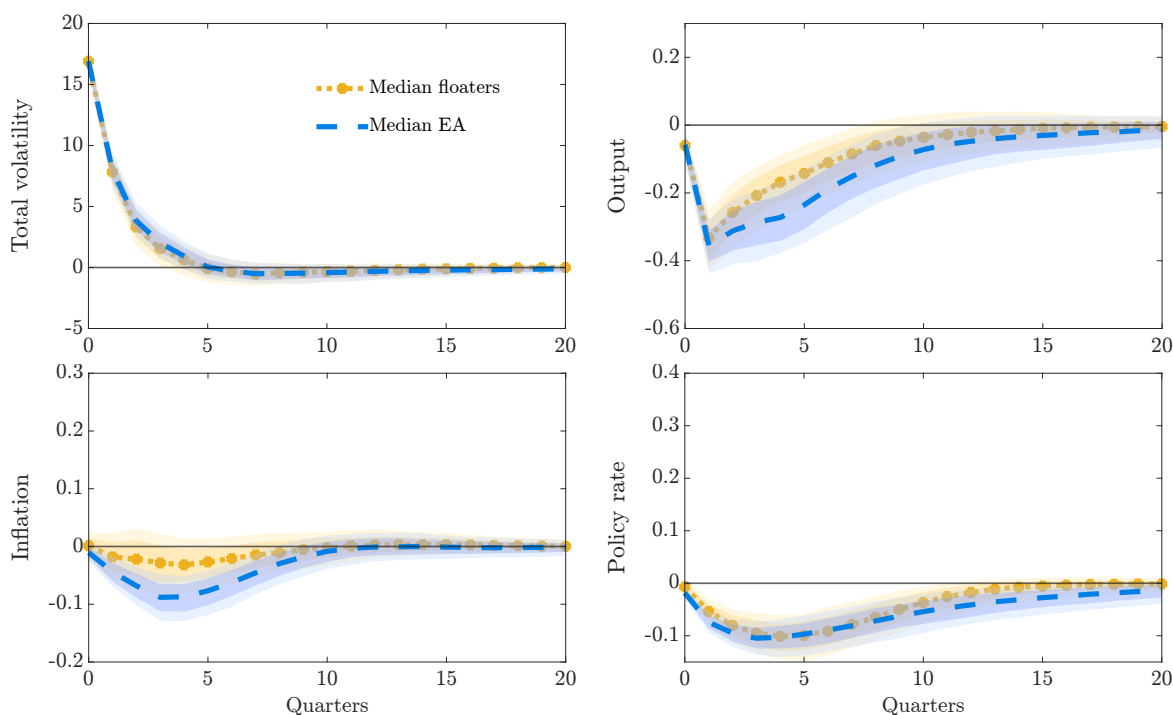 Total volatility
20
15
10
5
0
-5
0 5 10 15 20
Median floaters
Median EA
Output
0.2
0
-0.2
-0.4
-0.6
0 5 10 15 20
Inflation
0.3
0.2
0.1
0
-0.1
-0.2
0 5 10 15 20
Quarters
Policy rate
0.4
0.3
0.2
0.1
0
-0.1
0 5 10 15 20
Quarters